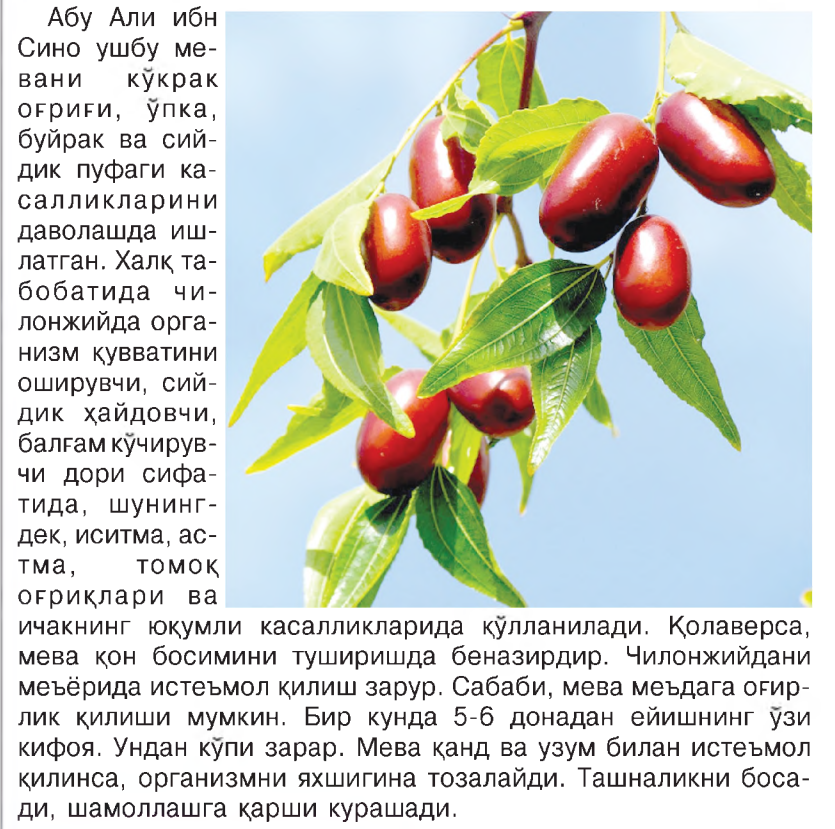 Абу Али ибн
Сино ушбу ме-
вани кўкрак
оғриғи, ўпка,
буйрак ва сий-
дик пуфаги ка-
салликларини
даволашда иш-
латган. Халқ та-
бобатида чи-
лонжийда орга-
низм қувватини
оширувчи, сий-
дик ҳайдовчи,
балғам кўчирув-
чи дори сифа-
тида, шунинг-
дек, иситма, ас-
тма, томоқ
оғриқлари ва
ичакнинг юқумли касалликларида қўлланилади. Қолаверса,
мева қон босимини туширишда беназирдир. Чилонжийдани
меъёрида истеъмол қилиш зарур. Сабаби, мева меъдага оғир-
лик қилиши мумкин. Бир кунда 5-6 донадан ейишнинг ўзи
кифоя. Ундан кўпи зарар. Мева қанд ва узум билан истеъмол
қилинса, организмни яхшигина тозалайди. Ташналикни боса-
ди, шамоллашга қарши курашади.